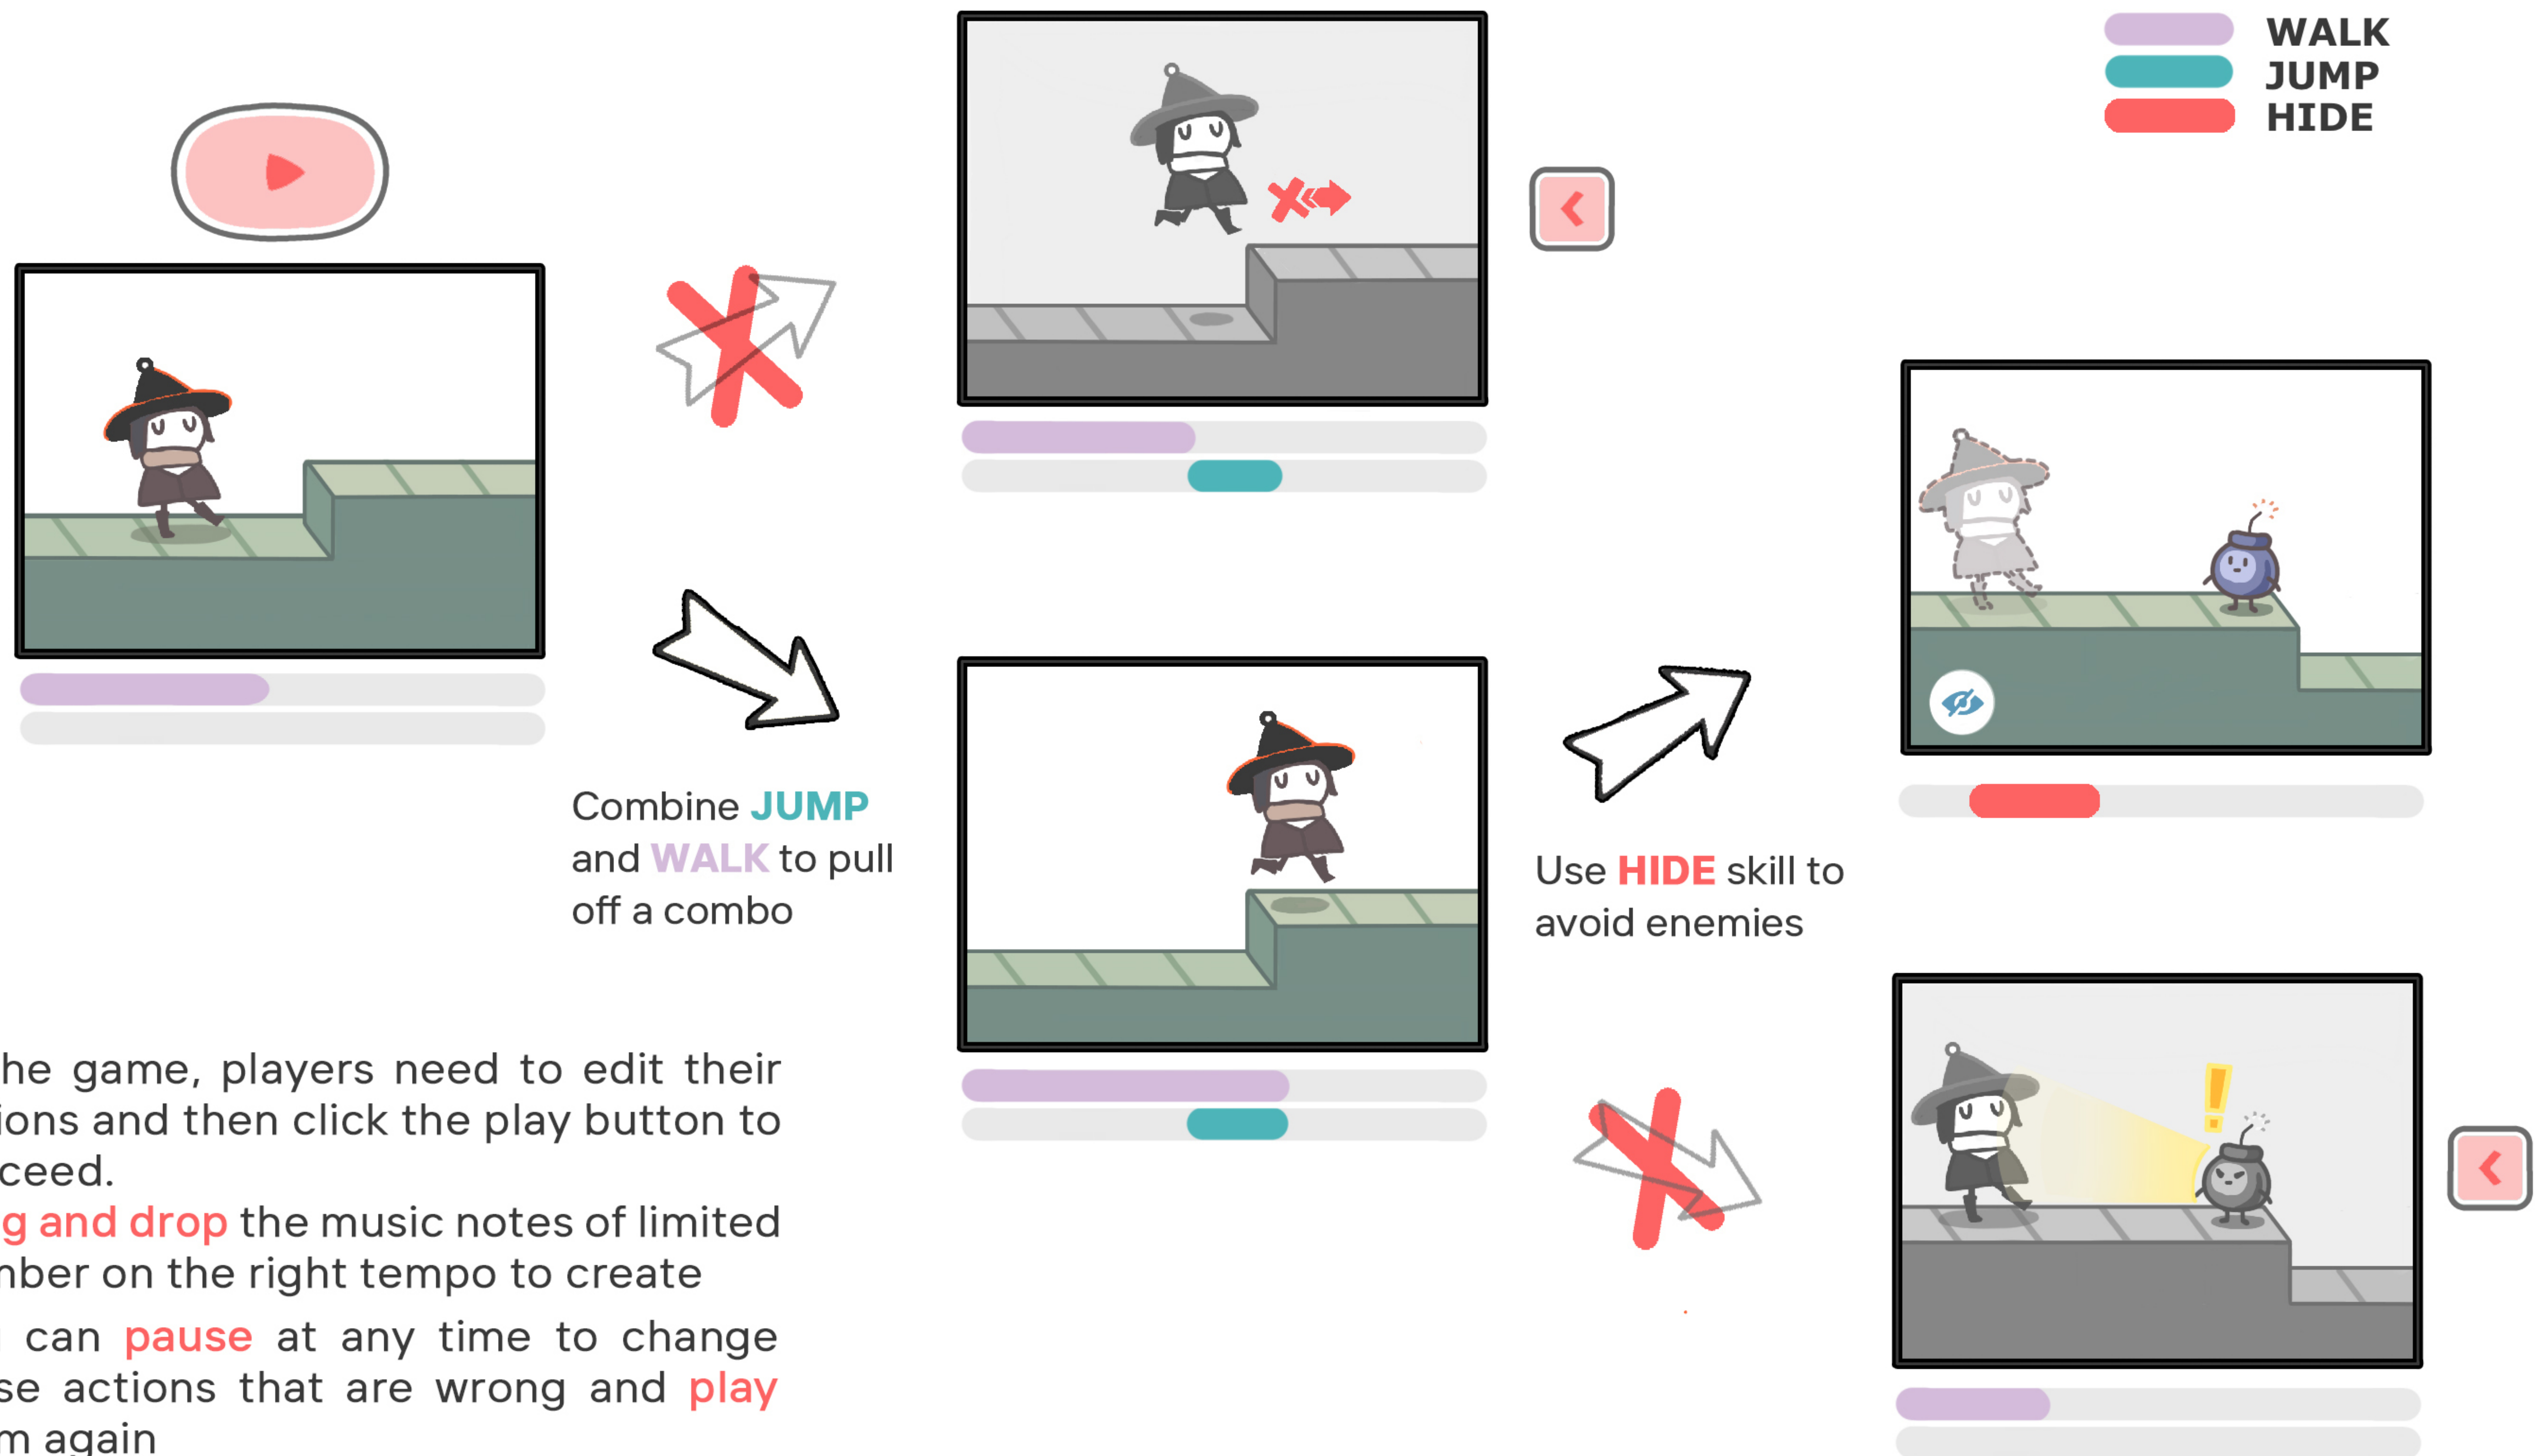 WALK
JUMP
HIDE
Combine JUMP
and WALK to pull
off a combo
Use HIDE skill to
avoid enemies
he game, players need to edit their
ions and then click the play button to
ceed.
g and drop the music notes of limited
nber on the right tempo to create
can pause at any time to change
se actions that are wrong and play
m again